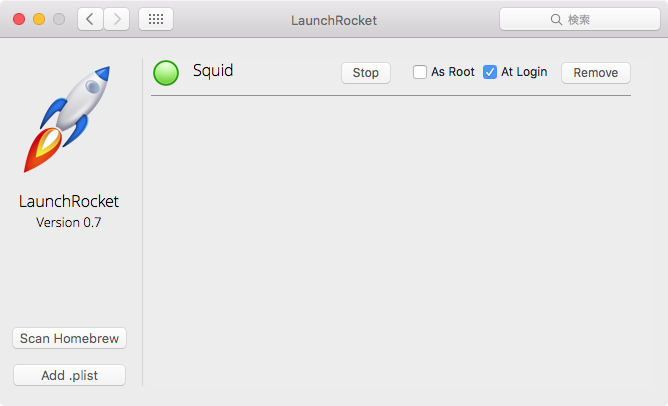 LaunchRocket
検索
Squid
Stop
As Root
At Login
Remove
LaunchRocket
Version 0.7
Scan Homebrew
Add .plist